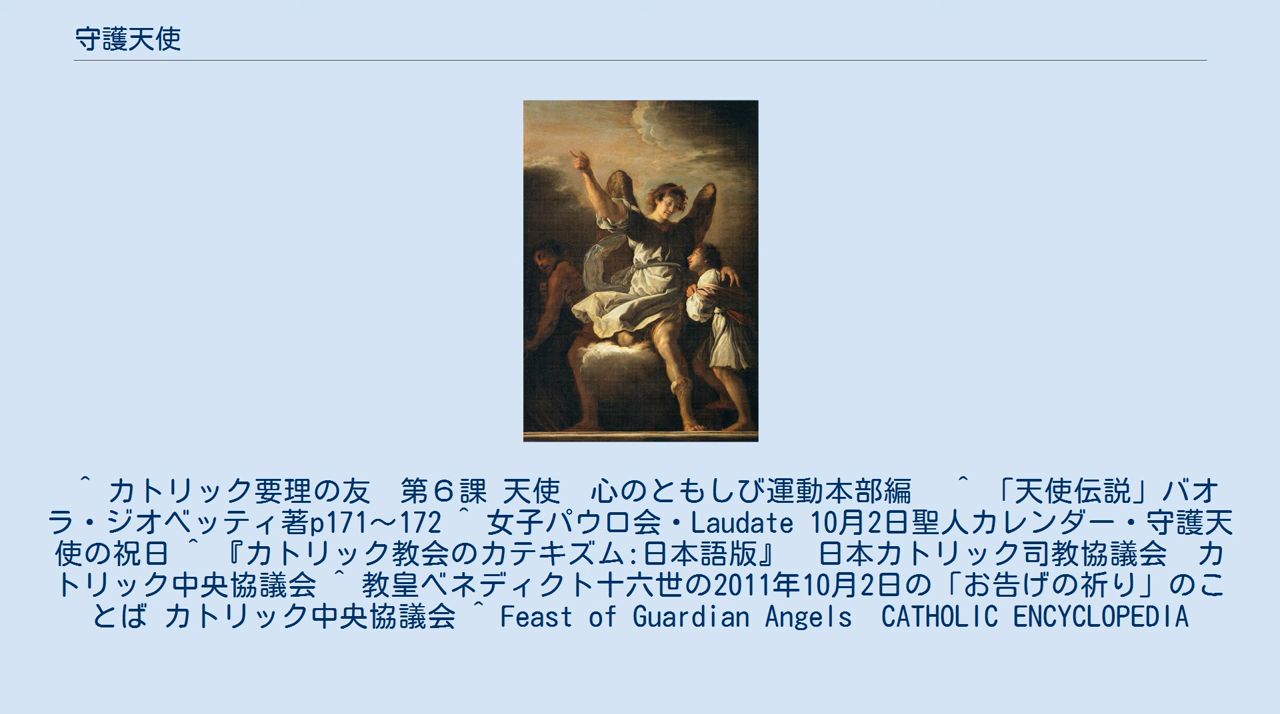 守護天使
＾ カトリック要理の友　第６課 天使　心のともしび運動本部編　 ＾ 「天使伝説」バオ
ラ・ジオベッティ著p171〜172 ＾ 女子パウロ会・Laudate 10月2日聖人カレンダー・守護天
使の祝日 ＾ 『カトリック教会のカテキズム:日本語版』　 日本カトリック司教協議会　カ
トリック中央協議会 ＾ 教皇ベネディクト十六世の2011年10月2日の「お告げの祈り」のこ
とば カトリック中央協議会 ＾ Feast of Guardian Angels　CATHOLIC ENCYCLOPEDIA